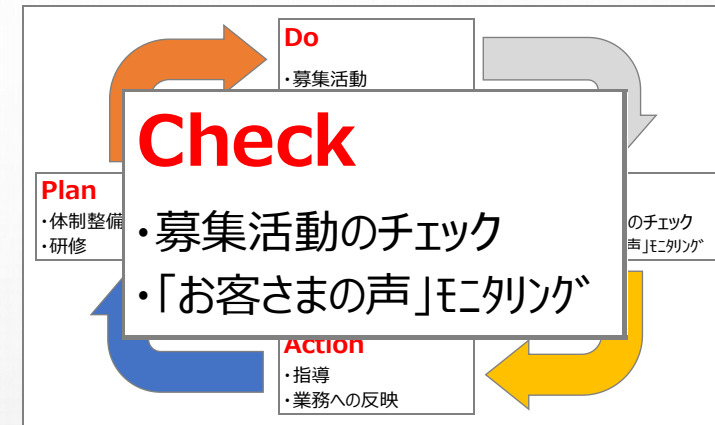 Do
・募集活動
Check
・募集活動のチェック
・「お客さまの声」ﾓﾆﾀﾘﾝｸﾞ
Plan
・体制整備
・研修
のチェック
声」ﾓﾆﾀﾘﾝｸﾞ
Action
・指導
・業務への反映